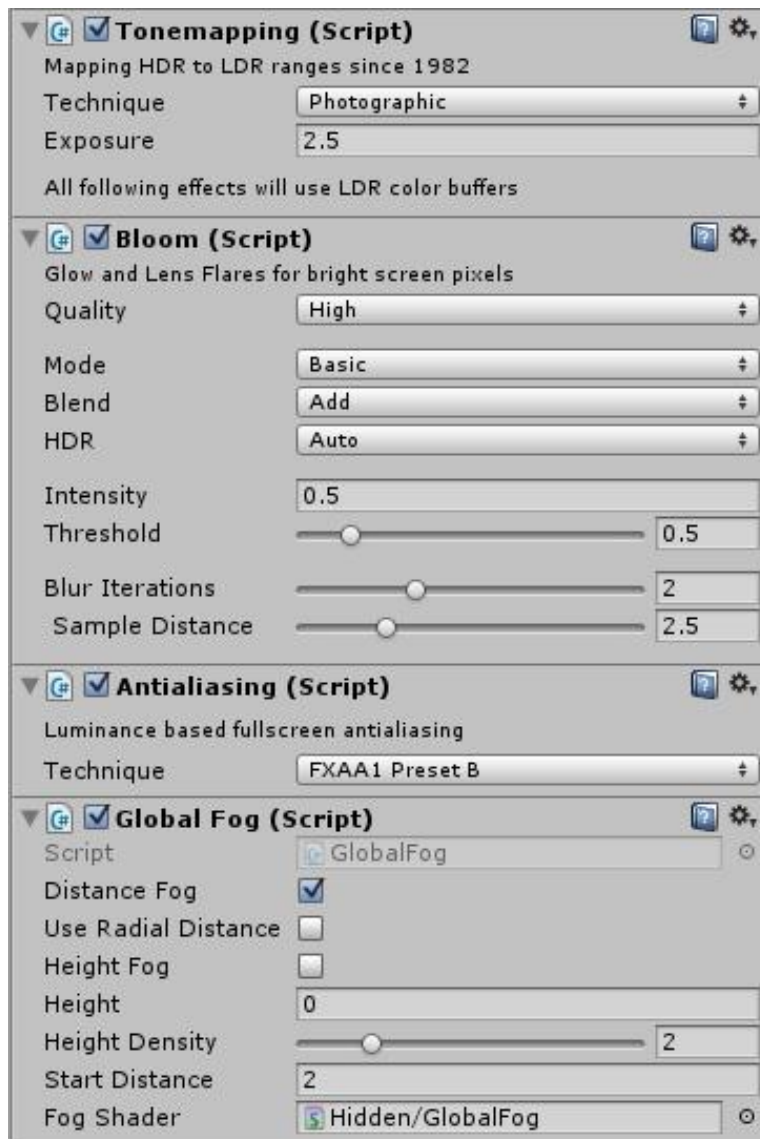 Tonemapping (Script)
Mapping HDR to LDR ranges since 1982
Technique Photographic
Exposure 2.5
All following effects will use LDR color buffers
Bloom (Script)
Glow and Lens Flares for bright screen pixels
Quality High
Mode Basic
Blend Add
HDR Auto
Intensity 0.5
Threshold 0.5
Blur Iterations 2
Sample Distance 2.5
Antialiasing (Script)
Luminance based fullscreen antialiasing
Technique FXAA1 Preset B
Global Fog (Script)
Script GlobalFog
Distance Fog
Use Radial Distance
Height Fog
Height 0
Height Density 2
Start Distance 2
Fog Shader Hidden/GlobalFog